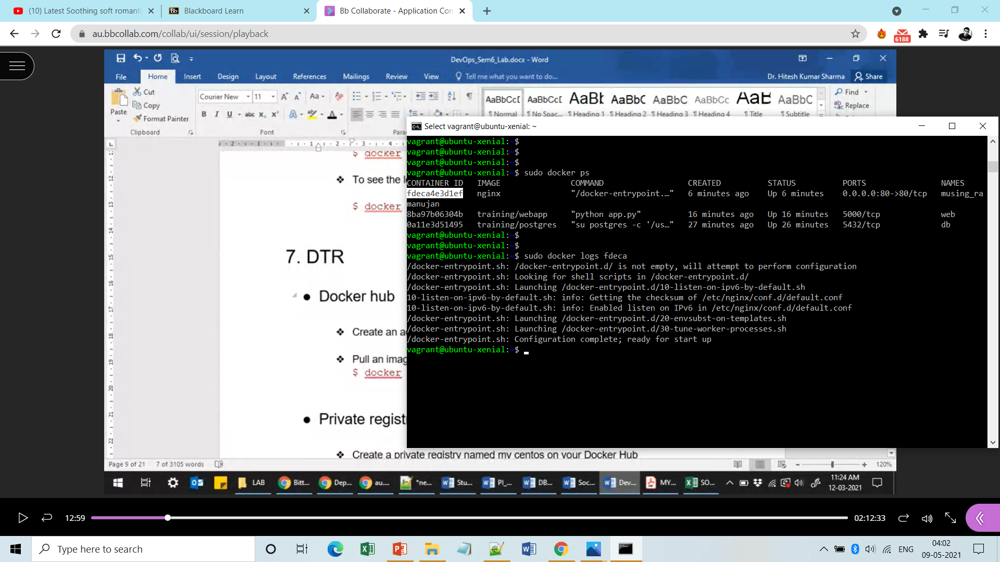 (10) Latest Soothing soft romanti
Blackboard Learn
Bb Collaborate - Application Con
au.bbcollab.com/collab/ui/session/playback
6188
DevOps_Sem6_Lab.docx - Word
File Home Insert Design Layout References Mailings Review View Tell me what you want to do...
Dr. Hitesh Kumar Sharma Share
Paste
Cut
Copy
Format Painter
Clipboard
Courier New 11
Font
Para
AaBbCcD AaBbCcD AaBb AaBbC AaBbC AaBbCc AaB AaBbC
¶ Normal ¶ No Spac... ¶ Heading 1 ¶ Heading 2 ¶ Heading 3 ¶ Heading 4 ¶ Title ¶ Subtitle
Find
Replace
$ docker
❖ To see the l
$ docker
7. DTR
● Docker hub
❖ Create an a
❖ Pull an imag
$ docker
● Private regist
❖ Create a private registry named my centos on your Docker Hub
Select vagrant@ubuntu-xenial: ~
vagrant@ubuntu-xenial:~$
vagrant@ubuntu-xenial:~$
vagrant@ubuntu-xenial:~$
vagrant@ubuntu-xenial:~$ sudo docker ps
CONTAINER ID IMAGE COMMAND CREATED STATUS PORTS NAMES
fdeca4e3d1ef nginx "/docker-entrypoint.…" 6 minutes ago Up 6 minutes 0.0.0.0:80->80/tcp musing_ra
manujan
8ba97b06304b training/webapp "python app.py" 16 minutes ago Up 16 minutes 5000/tcp web
0a11e3d51495 training/postgres "su postgres -c '/us…" 27 minutes ago Up 26 minutes 5432/tcp db
vagrant@ubuntu-xenial:~$
vagrant@ubuntu-xenial:~$
vagrant@ubuntu-xenial:~$ sudo docker logs fdeca
/docker-entrypoint.sh: /docker-entrypoint.d/ is not empty, will attempt to perform configuration
/docker-entrypoint.sh: Looking for shell scripts in /docker-entrypoint.d/
/docker-entrypoint.sh: Launching /docker-entrypoint.d/10-listen-on-ipv6-by-default.sh
10-listen-on-ipv6-by-default.sh: info: Getting the checksum of /etc/nginx/conf.d/default.conf
10-listen-on-ipv6-by-default.sh: info: Enabled listen on IPv6 in /etc/nginx/conf.d/default.conf
/docker-entrypoint.sh: Launching /docker-entrypoint.d/20-envsubst-on-templates.sh
/docker-entrypoint.sh: Launching /docker-entrypoint.d/30-tune-worker-processes.sh
/docker-entrypoint.sh: Configuration complete; ready for start up
vagrant@ubuntu-xenial:~$
Page 9 of 21 7 of 3105 words
120%
LAB Bitt... Dep... au.... *ne... Stu... PI_... DB... Soc... Dev... MY... SO...
11:24 AM
12-03-2021
12:59
02:12:33
Type here to search
ENG
04:02
09-05-2021